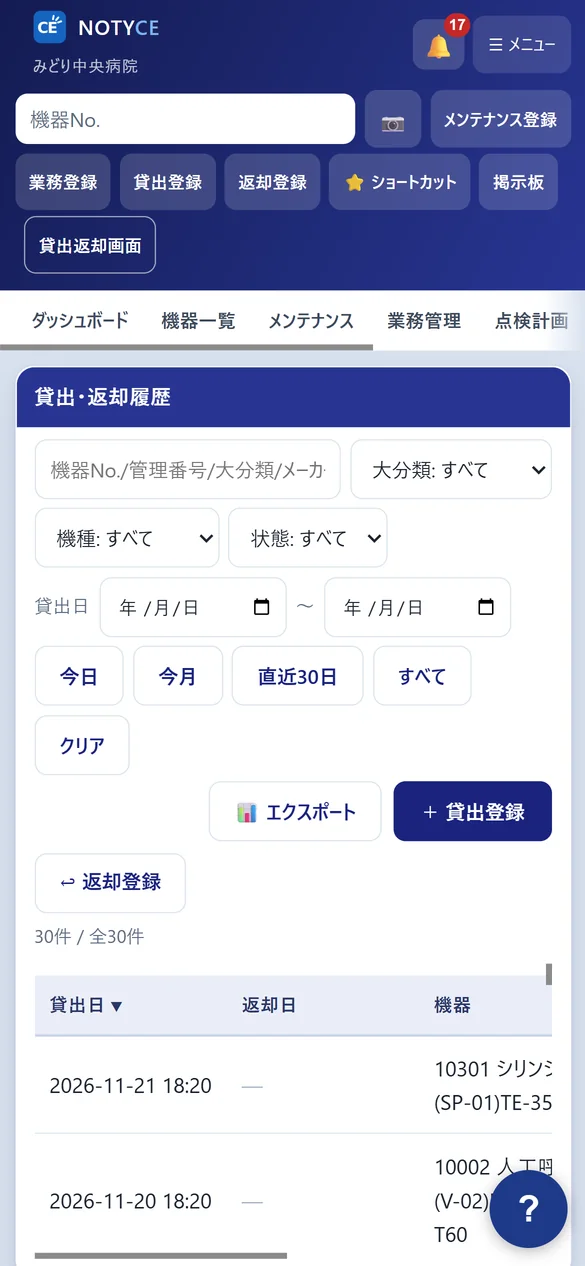 CE NOTYCE
みどり中央病院
17
☰ メニュー
機器No.
メンテナンス登録
業務登録 貸出登録 返却登録 ショートカット 掲示板
貸出返却画面
ダッシュボード 機器一覧 メンテナンス 業務管理 点検計画
貸出・返却履歴
機器No./管理番号/大分類/メーカ
大分類: すべて
機種: すべて 状態: すべて
貸出日 年 /月/日 〜 年 /月/日
今日 今月 直近30日 すべて
クリア
エクスポート + 貸出登録
↩ 返却登録
30件 / 全30件
貸出日▼ 返却日 機器
10301 シリン
2026-11-21 18:20 —
(SP-01)TE-35
10002 人工
2026-11-20 18:20 —
(V-02)
T60
?